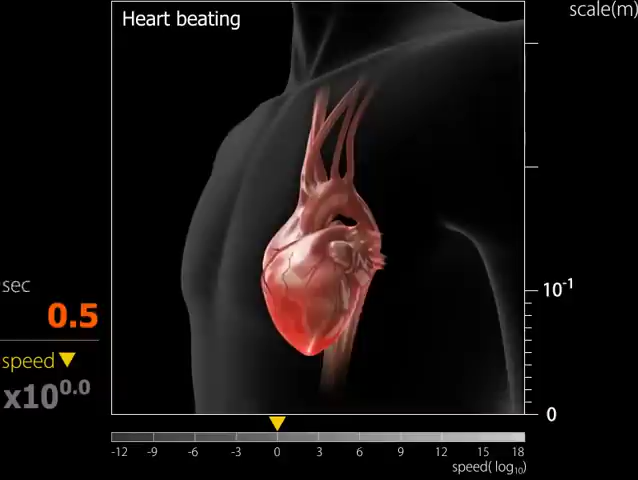 Heart beating
scale(m)
sec
0.5
speed▼
x10^0.0
10^-1
0
-12 -9 -6 -3 0 3 6 9 12 15 18
speed( log₁₀)